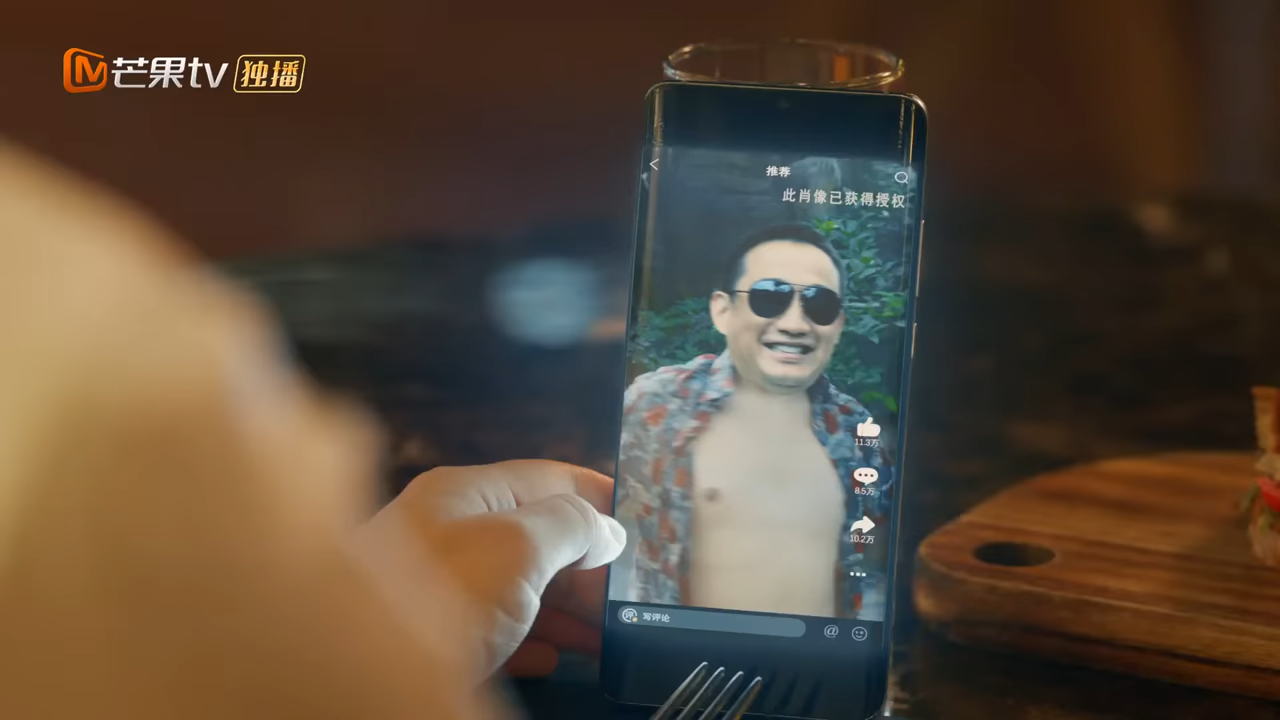 芒果tv 独播
推荐
此肖像已获得授权
11.3万
8.5万
10.2万
评 写评论 @